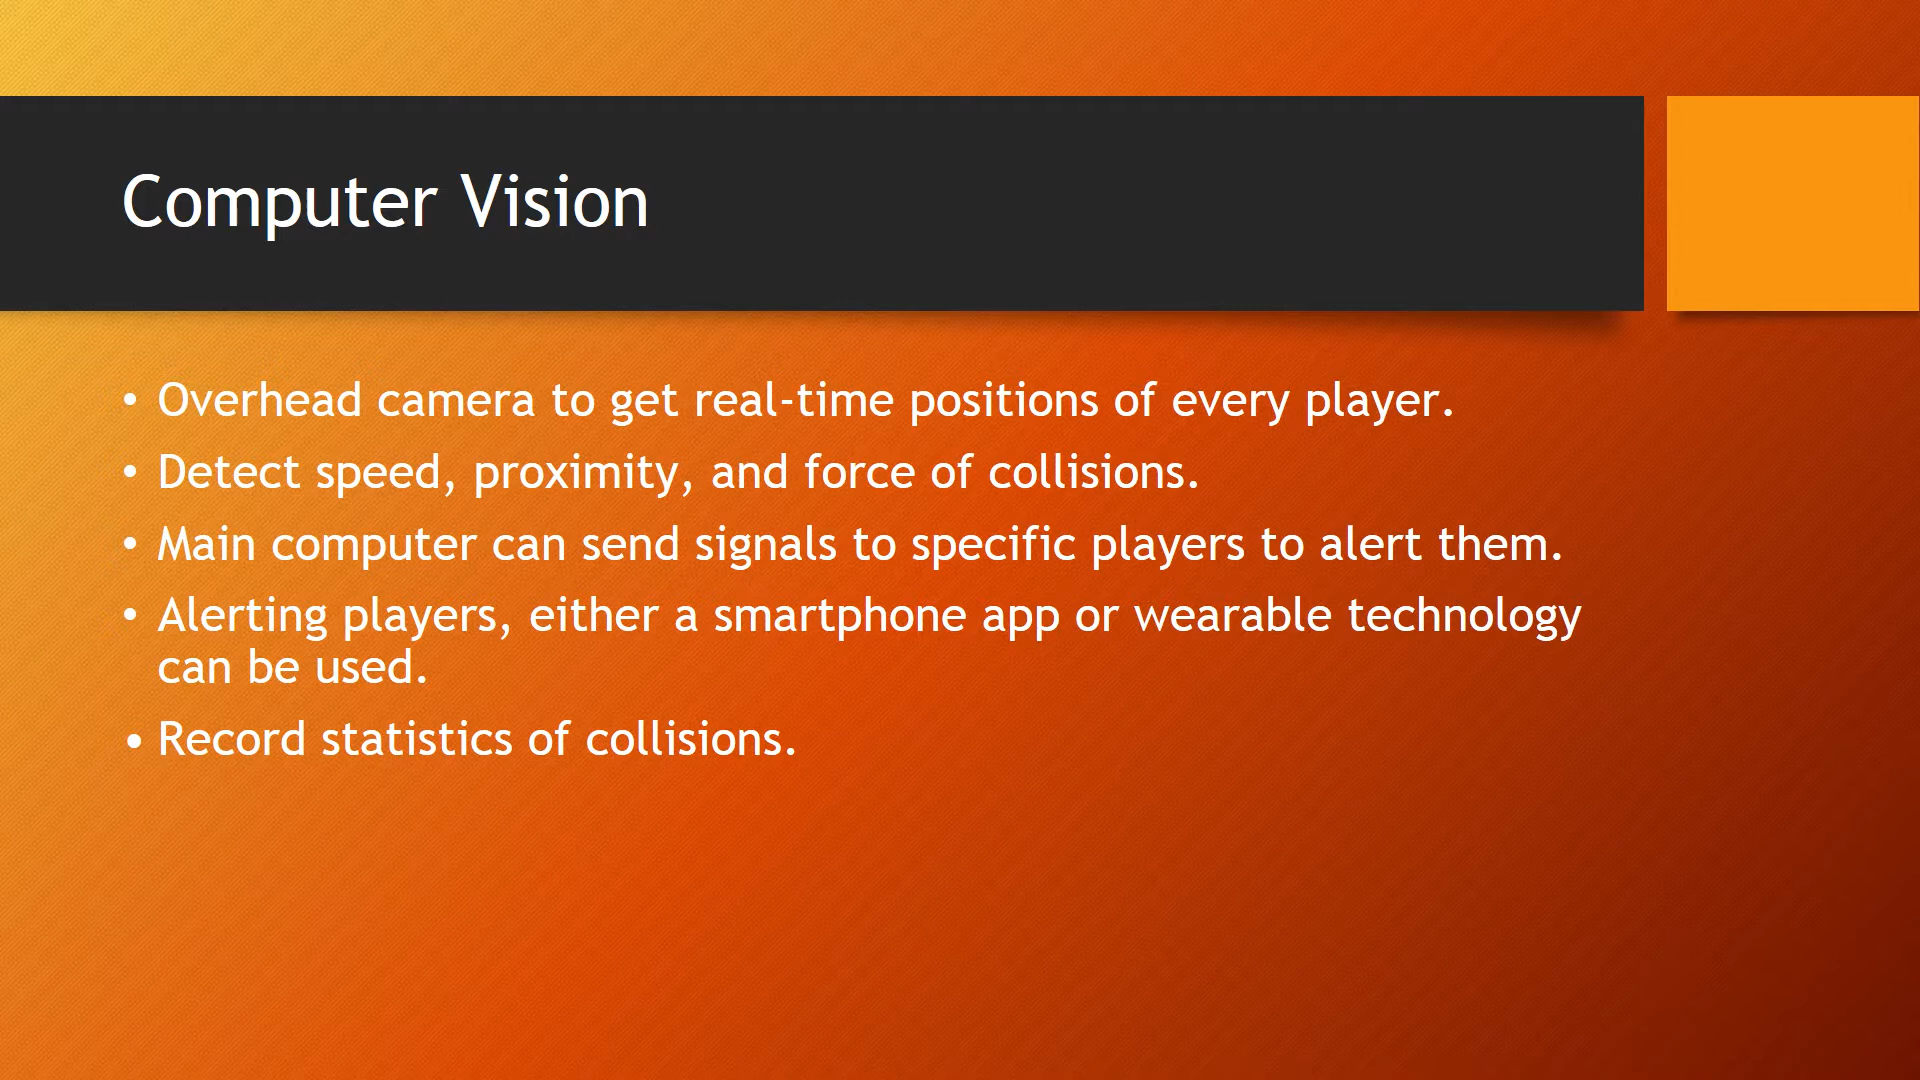 Computer Vision
• Overhead camera to get real-time positions of every player.
• Detect speed, proximity, and force of collisions.
• Main computer can send signals to specific players to alert them.
• Alerting players, either a smartphone app or wearable technology
can be used.
• Record statistics of collisions.